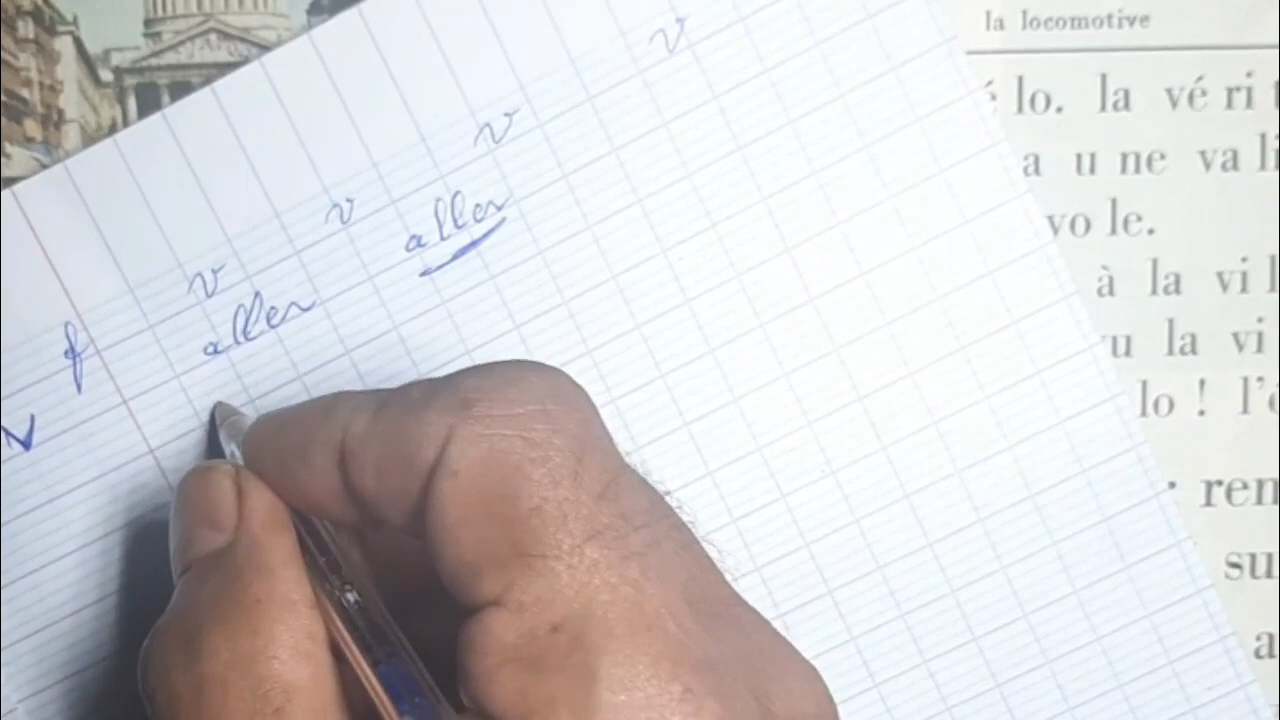 la locomotive
é lo. la vé ri
a u ne va li
vo le.
à la vi l
u la vi
lo ! l'é
ren
su
a
v v v v
f aller aller
v